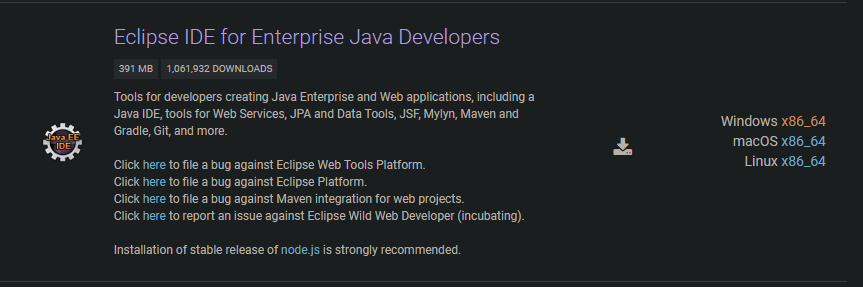 Eclipse IDE for Enterprise Java Developers
391 MB 1,061,932 DOWNLOADS
Tools for developers creating Java Enterprise and Web applications, including a
Java IDE, tools for Web Services, JPA and Data Tools, JSF, Mylyn, Maven and
Gradle, Git, and more.
Click here to file a bug against Eclipse Web Tools Platform.
Click here to file a bug against Eclipse Platform.
Click here to file a bug against Maven integration for web projects.
Click here to report an issue against Eclipse Wild Web Developer (incubating).
Installation of stable release of node.js is strongly recommended.
Java EE
IDE
Windows x86_64
macOS x86_64
Linux x86_64